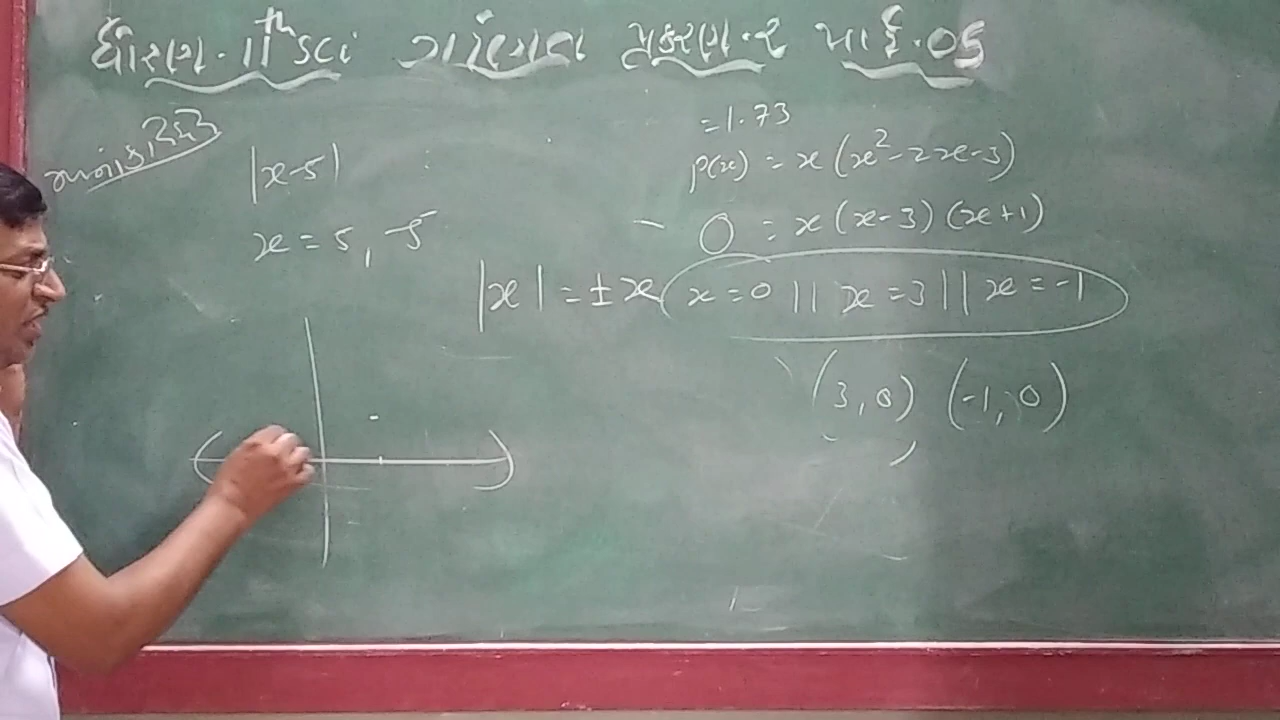 ધોરણ.11th sci ગણિત પ્રકરણ.૨ ભાગ.05
|x-5|
x = 5, -5
=1.73
p(x) = x(x²-2x-3)
0 = x(x-3)(x+1)
|x| = ±x
x=0 || x=3 || x=-1
(3,0) (-1,0)